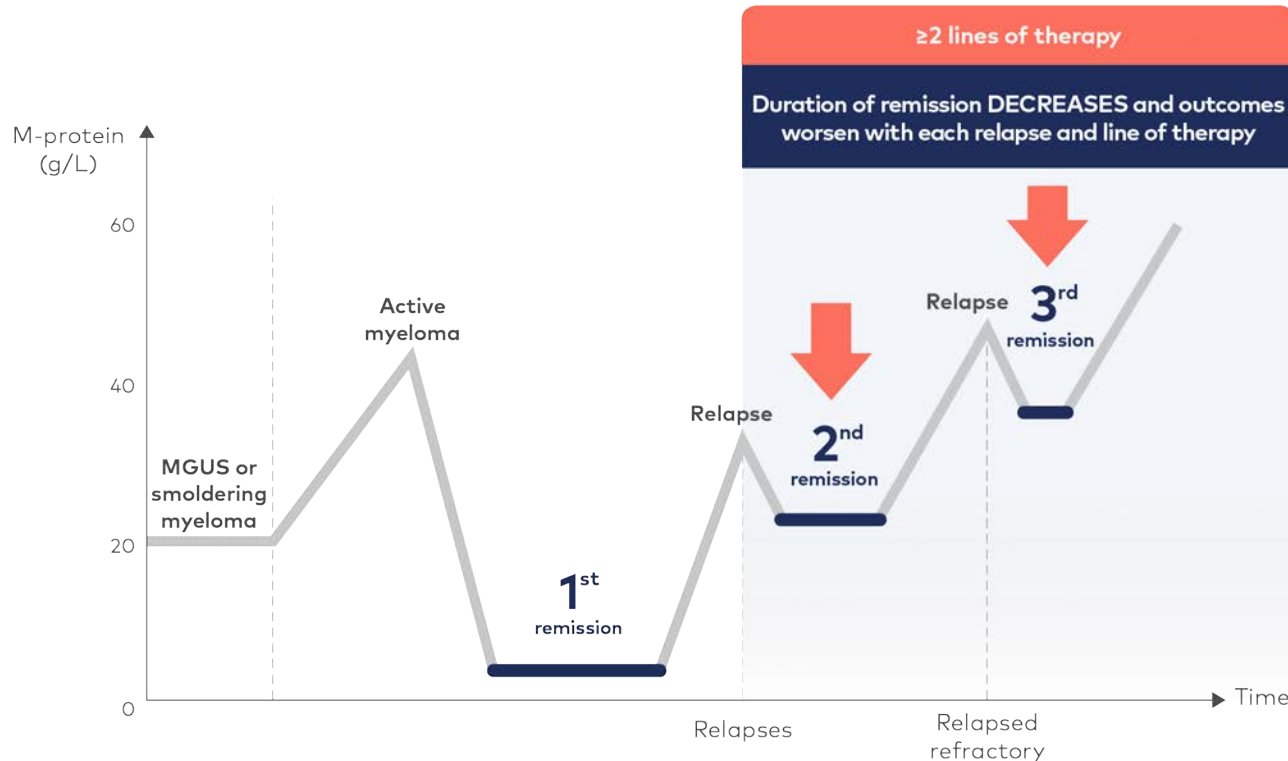 ≥2 lines of therapy
Duration of remission DECREASES and outcomes
worsen with each relapse and line of therapy
M-protein
(g/L)
60
40
20
0
MGUS or
smoldering
myeloma
Active
myeloma
1st
remission
Relapse
2nd
remission
Relapse
3rd
remission
Time
Relapses
Relapsed
refractory